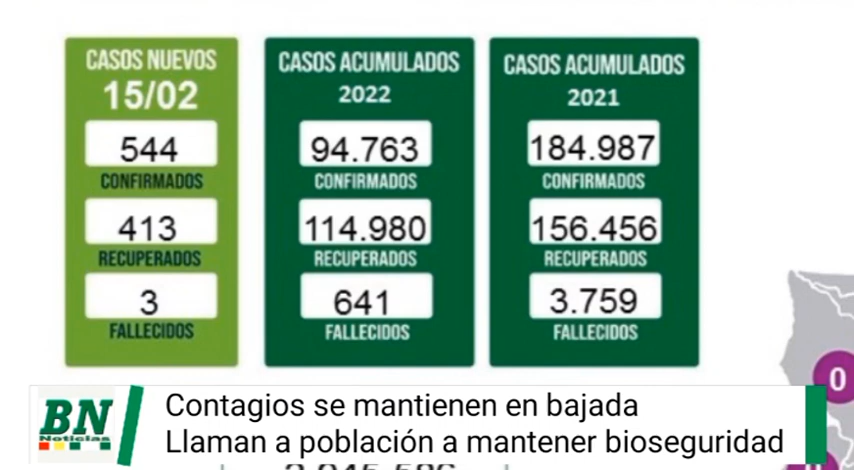 CASOS NUEVOS
15/02
544
CONFIRMADOS
413
RECUPERADOS
3
FALLECIDOS
CASOS ACUMULADOS
2022
94.763
CONFIRMADOS
114.980
RECUPERADOS
641
FALLECIDOS
CASOS ACUMULADOS
2021
184.987
CONFIRMADOS
156.456
RECUPERADOS
3.759
FALLECIDOS
0
BN
Noticias
Contagios se mantienen en bajada
Llaman a población a mantener bioseguridad